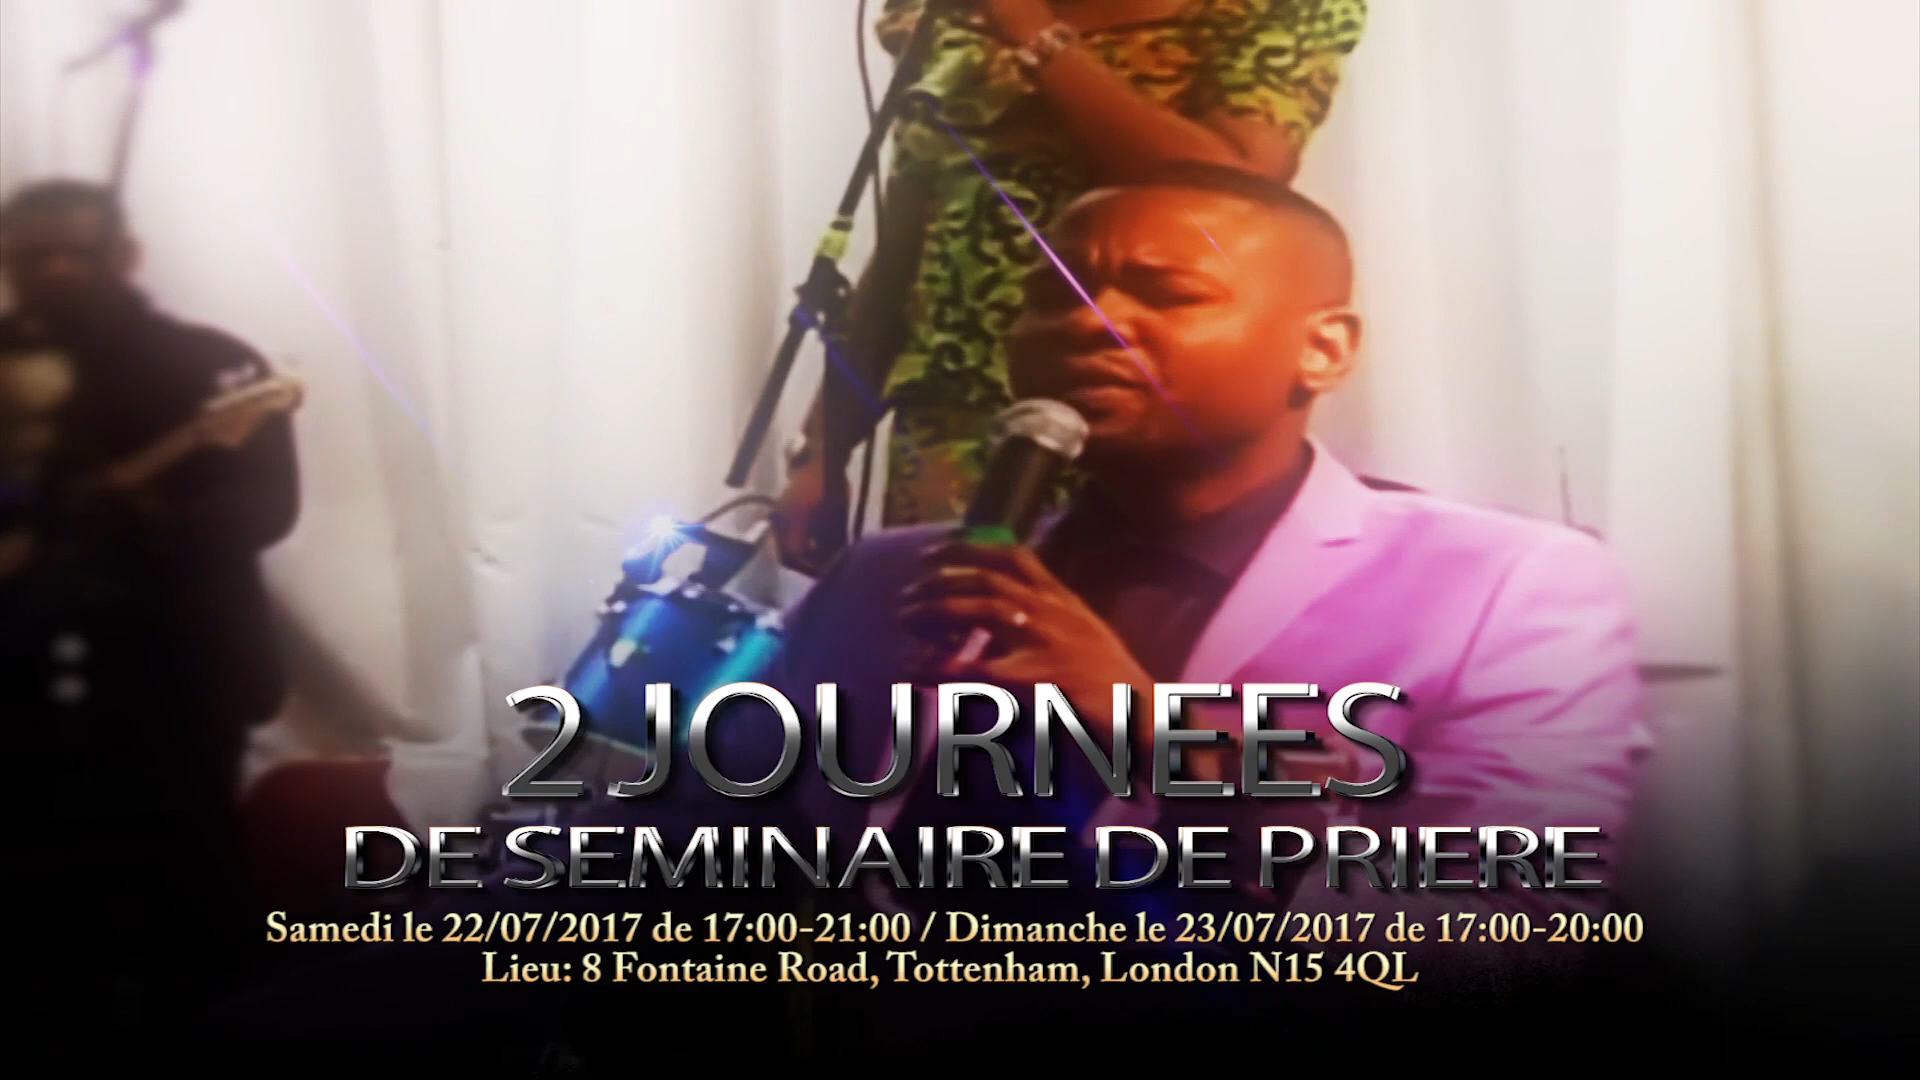 2 JOURNEES
DE SEMINAIRE DE PRIERE
Samedi le 22/07/2017 de 17:00-21:00 / Dimanche le 23/07/2017 de 17:00-20:00
Lieu: 8 Fontaine Road, Tottenham, London N15 4QL